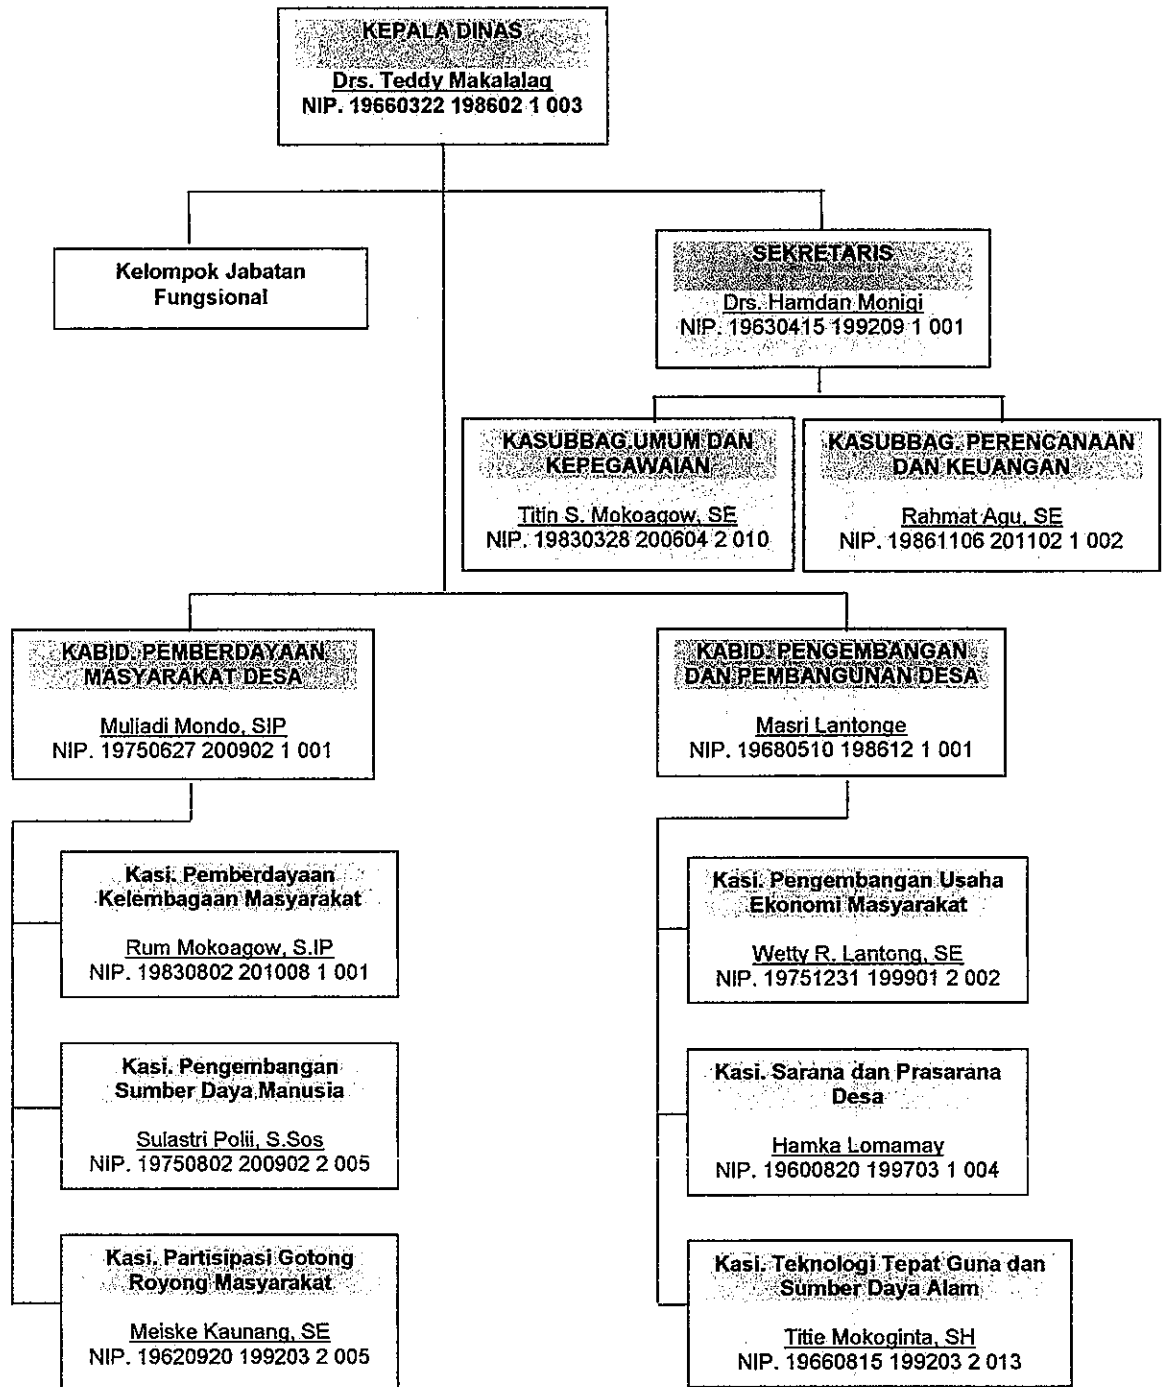 KEPALA DINAS
Drs. Teddy Makalalag
NIP. 19660322 198602 1 003
Kelompok Jabatan
Fungsional
SEKRETARIS
Drs. Hamdan Monigi
NIP. 19630415 199209 1 001
KASUBBAG.UMUM DAN
KEPEGAWAIAN
Titin S. Mokoagow, SE
NIP. 19830328 200604 2 010
KASUBBAG. PERENCANAAN
DAN KEUANGAN
Rahmat Agu, SE
NIP. 19861106 201102 1 002
KABID. PEMBERDAYAAN
MASYARAKAT DESA
Muliadi Mondo, SIP
NIP. 19750627 200902 1 001
KABID. PENGEMBANGAN
DAN PEMBANGUNAN DESA
Masri Lantonge
NIP. 19680510 198612 1 001
Kasi. Pemberdayaan
Kelembagaan Masyarakat
Rum Mokoagow, S.IP
NIP. 19830802 201008 1 001
Kasi. Pengembangan
Sumber Daya Manusia
Sulastri Polii, S.Sos
NIP. 19750802 200902 2 005
Kasi. Partisipasi Gotong
Royong Masyarakat
Meiske Kaunang, SE
NIP. 19620920 199203 2 005
Kasi. Pengembangan Usaha
Ekonomi Masyarakat
Wetty R. Lantong, SE
NIP. 19751231 199901 2 002
Kasi. Sarana dan Prasarana
Desa
Hamka Lomamay
NIP. 19600820 199703 1 004
Kasi. Teknologi Tepat Guna dan
Sumber Daya Alam
Titie Mokoginta, SH
NIP. 19660815 199203 2 013